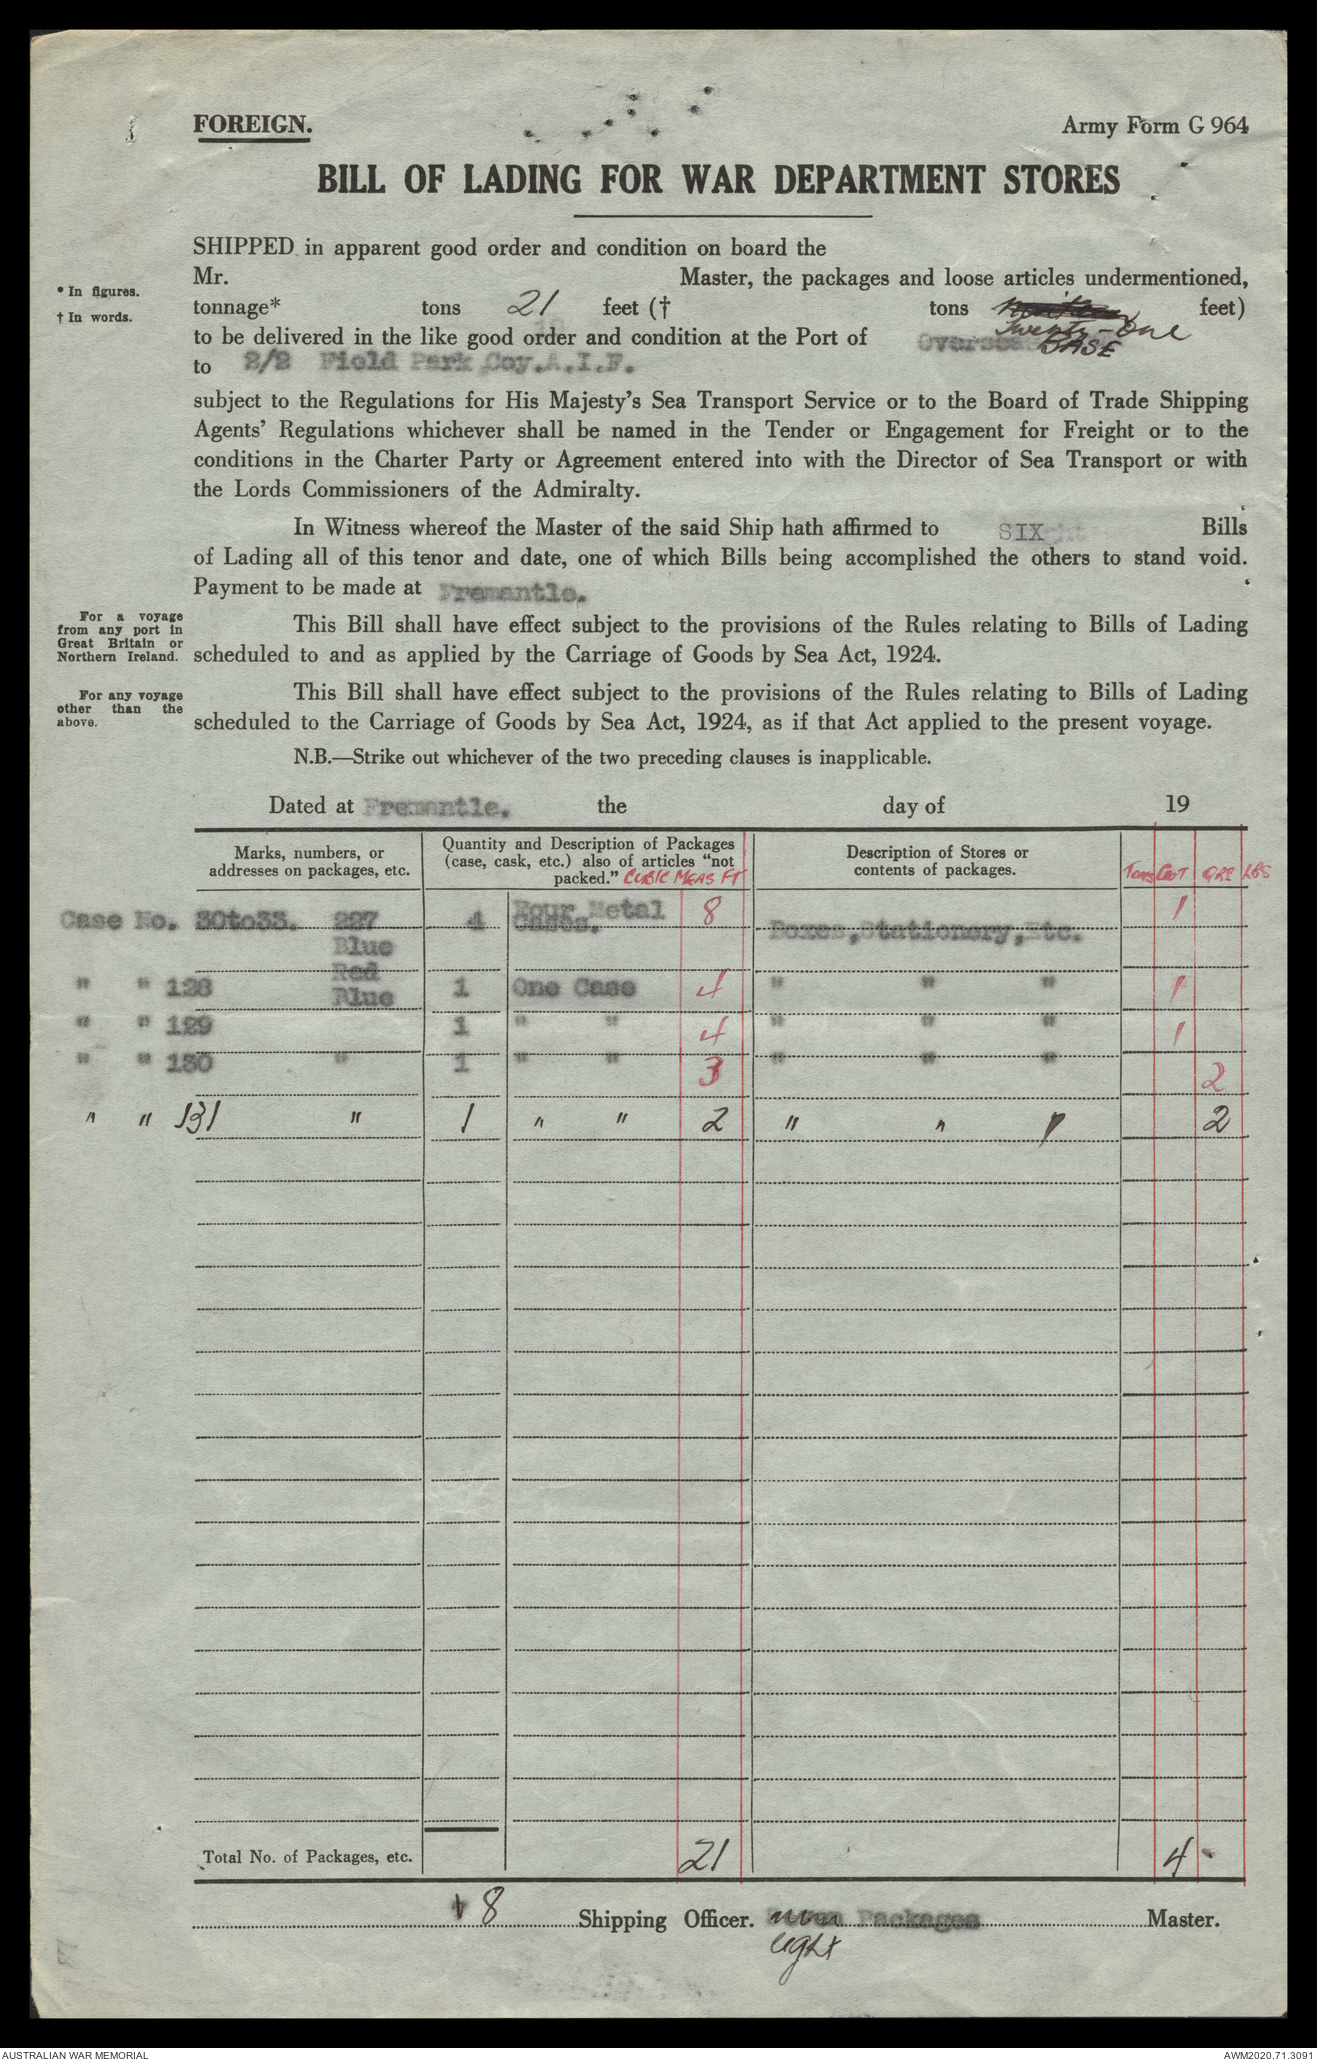 FOREIGN.
Army Form G 964
BILL OF LADING FOR WAR DEPARTMENT STORES
SHIPPED in apparent good order and condition on board the
Mr. Master, the packages and loose articles undermentioned,
* In figures.
† In words.
tonnage* tons 21 feet († tons Twenty-One feet)
to be delivered in the like good order and condition at the Port of Overseas BASE
to 2/2 Field Park Coy.A.I.F.
subject to the Regulations for His Majesty's Sea Transport Service or to the Board of Trade Shipping
Agents' Regulations whichever shall be named in the Tender or Engagement for Freight or to the
conditions in the Charter Party or Agreement entered into with the Director of Sea Transport or with
the Lords Commissioners of the Admiralty.
In Witness whereof the Master of the said Ship hath affirmed to SIX Bills
of Lading all of this tenor and date, one of which Bills being accomplished the others to stand void.
Payment to be made at Fremantle.
For a voyage
from any port in
Great Britain or
Northern Ireland.
This Bill shall have effect subject to the provisions of the Rules relating to Bills of Lading
scheduled to and as applied by the Carriage of Goods by Sea Act, 1924.
For any voyage
other than the
above.
This Bill shall have effect subject to the provisions of the Rules relating to Bills of Lading
scheduled to the Carriage of Goods by Sea Act, 1924, as if that Act applied to the present voyage.
N.B.—Strike out whichever of the two preceding clauses is inapplicable.
Dated at Fremantle. the day of 19
Marks, numbers, or
addresses on packages, etc.
Quantity and Description of Packages
(case, cask, etc.) also of articles "not
packed." CUBIC MEAS FT
Description of Stores or
contents of packages.
Tons Cwt QRS LBS
Case No. 30to33. 227 4 Four Metal 8 1
Cases. Boxes,Stationery,Etc.
Blue
Red
" " 128 Blue 1 One Case 4 " " " 1
" " 129 1 " " 4 " " " 1
" " 130 " 1 " " 3 " " " 2
" " 131 " 1 " " 2 " " " 2
Total No. of Packages, etc. 21 4 -
8 Shipping Officer. Packages Master.
eight
AUSTRALIAN WAR MEMORIAL
AWM2020.71.3091